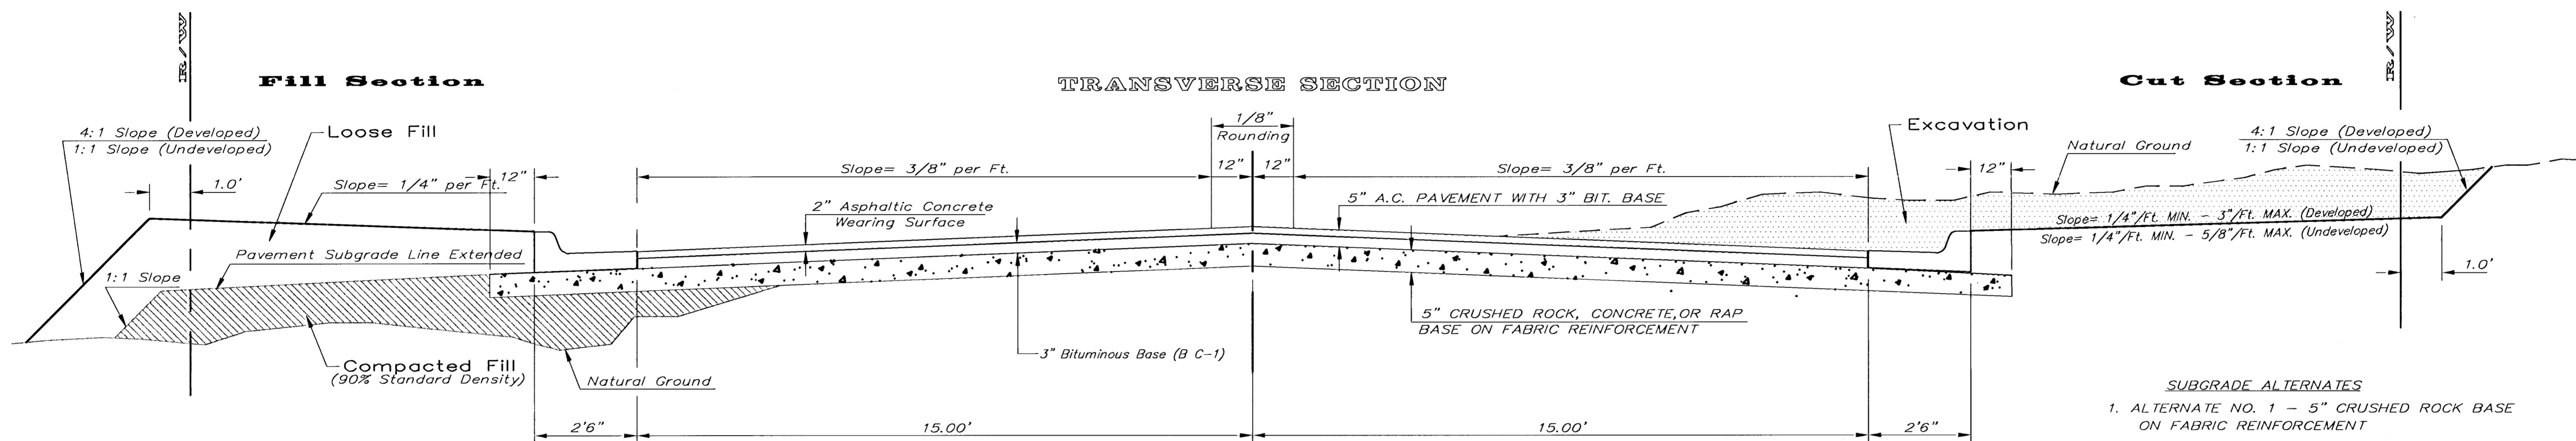 R/W
R/W
Fill Section
TRANSVERSE SECTION
Cut Section
4:1 Slope (Developed)
1:1 Slope (Undeveloped)
Loose Fill
1/8"
Rounding
Excavation
4:1 Slope (Developed)
1:1 Slope (Undeveloped)
Natural Ground
1.0'
Slope= 1/4" per Ft.
12"
Slope= 3/8" per Ft.
12"
12"
Slope= 3/8" per Ft.
12"
2" Asphaltic Concrete
Wearing Surface
5" A.C. PAVEMENT WITH 3" BIT. BASE
Slope= 1/4"/Ft. MIN. - 3"/Ft. MAX. (Developed)
Slope= 1/4"/Ft. MIN. - 5/8"/Ft. MAX. (Undeveloped)
Pavement Subgrade Line Extended
1:1 Slope
1.0'
5" CRUSHED ROCK, CONCRETE,OR RAP
BASE ON FABRIC REINFORCEMENT
3" Bituminous Base (B C-1)
Compacted Fill
(90% Standard Density)
Natural Ground
SUBGRADE ALTERNATES
1. ALTERNATE NO. 1 - 5" CRUSHED ROCK BASE
ON FABRIC REINFORCEMENT
2'6"
15.00'
15.00'
2'6"